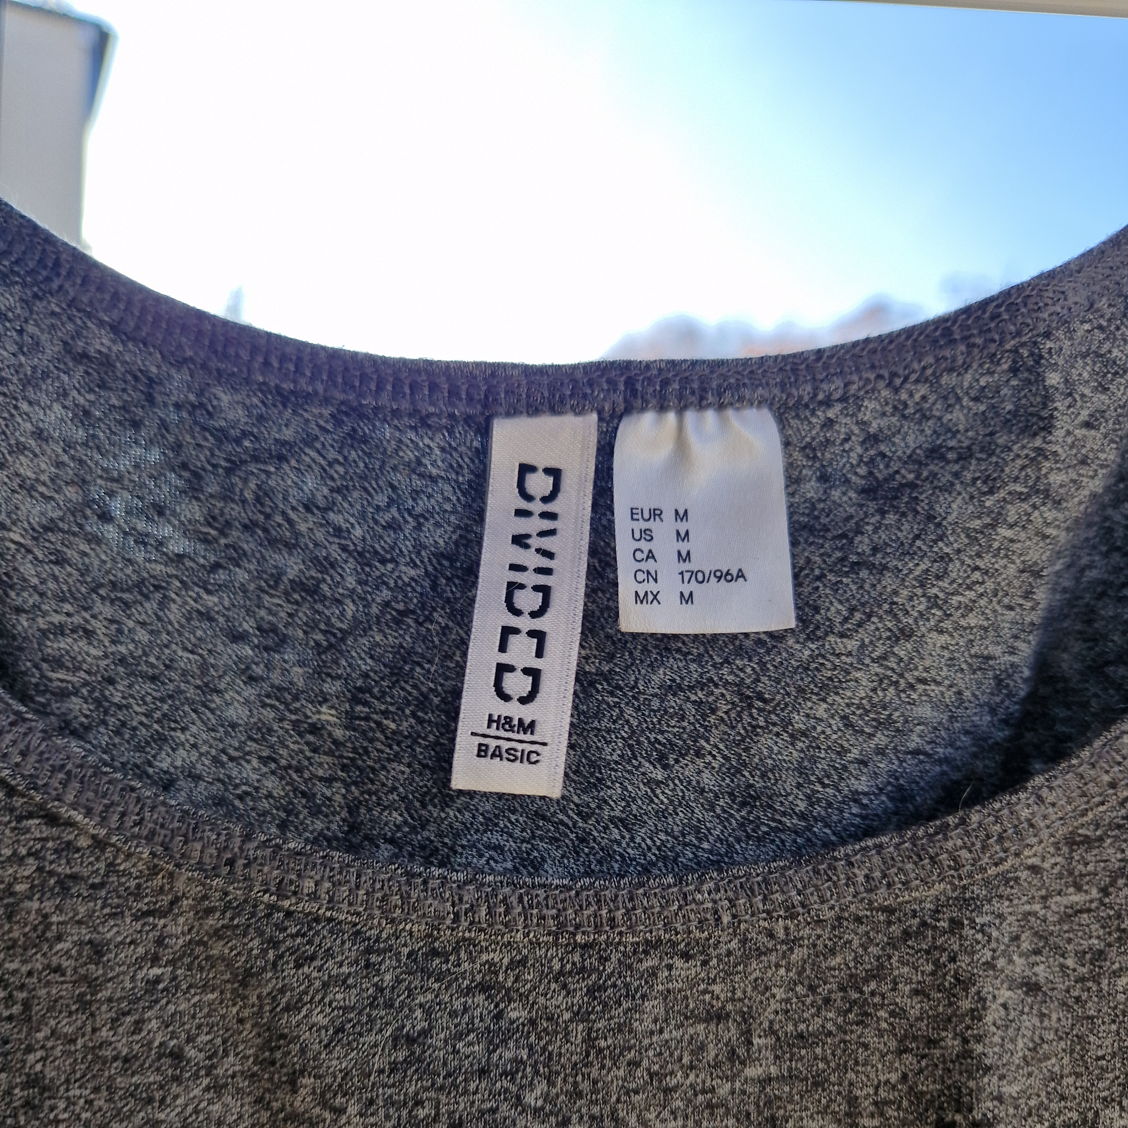 DIVIDED
H&M
BASIC
EUR M
US M
CA M
CN 170/96A
MX M